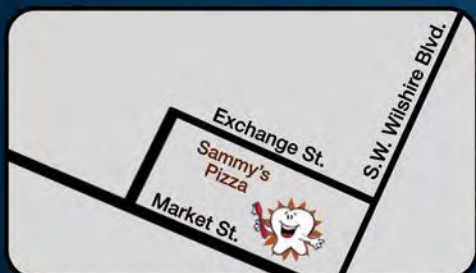 S.W. Wilshire Blvd.
Exchange St.
Sammy's
Pizza
Market St.